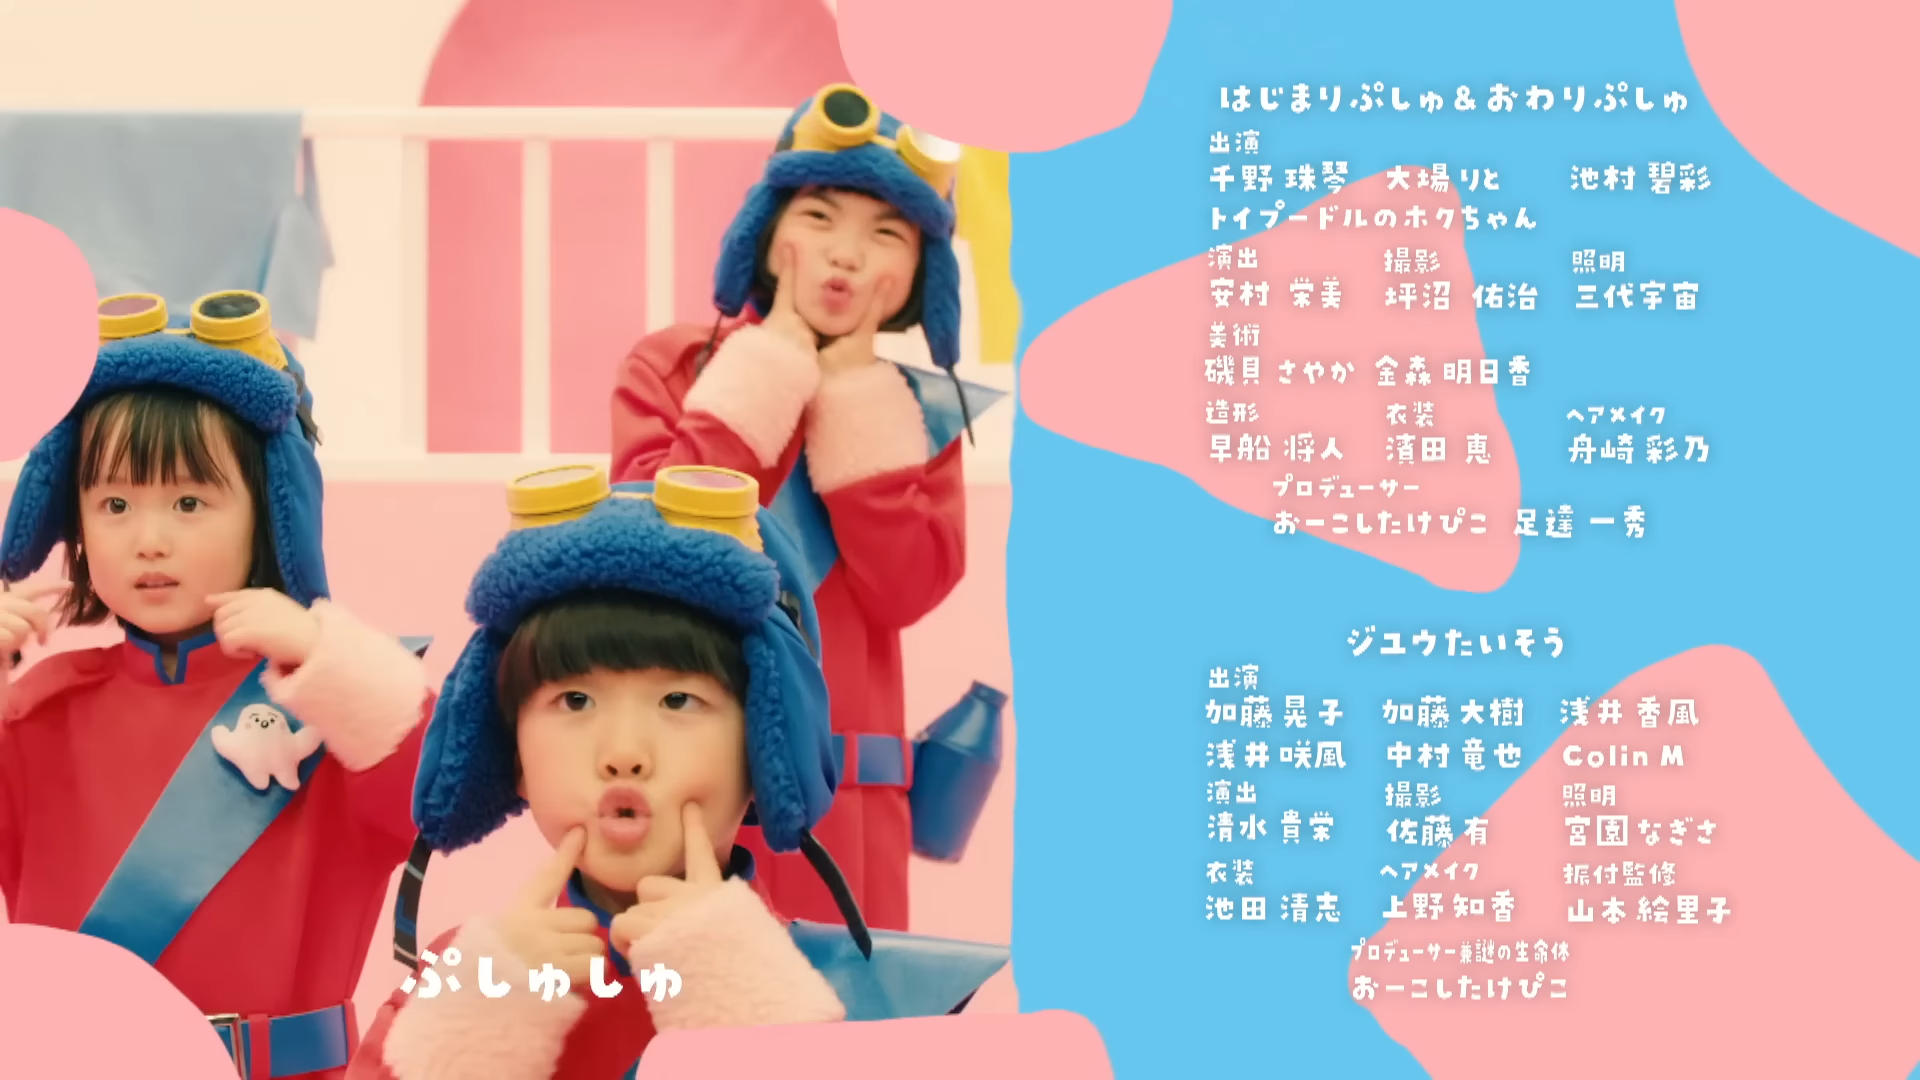 はじまりぷしゅ&おわりぷしゅ
出演
千野 珠琴 大場りと 池村 碧彩
トイプードルのホクちゃん
演出 撮影 照明
安村 栄美 坪沼 佑治 三代宇宙
美術
磯貝 さやか 金森 明日香
造形 衣装 ヘアメイク
早船 将人 濱田 恵 舟崎 彩乃
プロデューサー
おーこしたけぴこ 足達 一秀
ジユウたいそう
出演
加藤 晃子 加藤 大樹 浅井 香風
浅井 咲風 中村 竜也 Colin M
演出 撮影 照明
清水 貴栄 佐藤 有 宮園 なぎさ
衣装 ヘアメイク 振付監修
池田 清志 上野 知香 山本 絵里子
プロデューサー兼謎の生命体
おーこしたけぴこ
ぷしゅしゅ